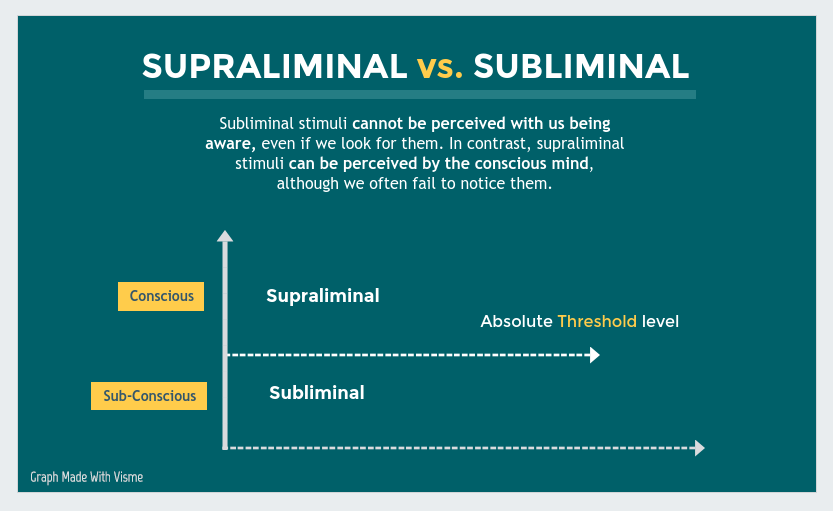 SUPRALIMINAL vs. SUBLIMINAL
Subliminal stimuli cannot be perceived with us being
aware, even if we look for them. In contrast, supraliminal
stimuli can be perceived by the conscious mind,
although we often fail to notice them.
Conscious
Supraliminal
Absolute Threshold level
Sub-Conscious
Subliminal
Graph Made With Visme